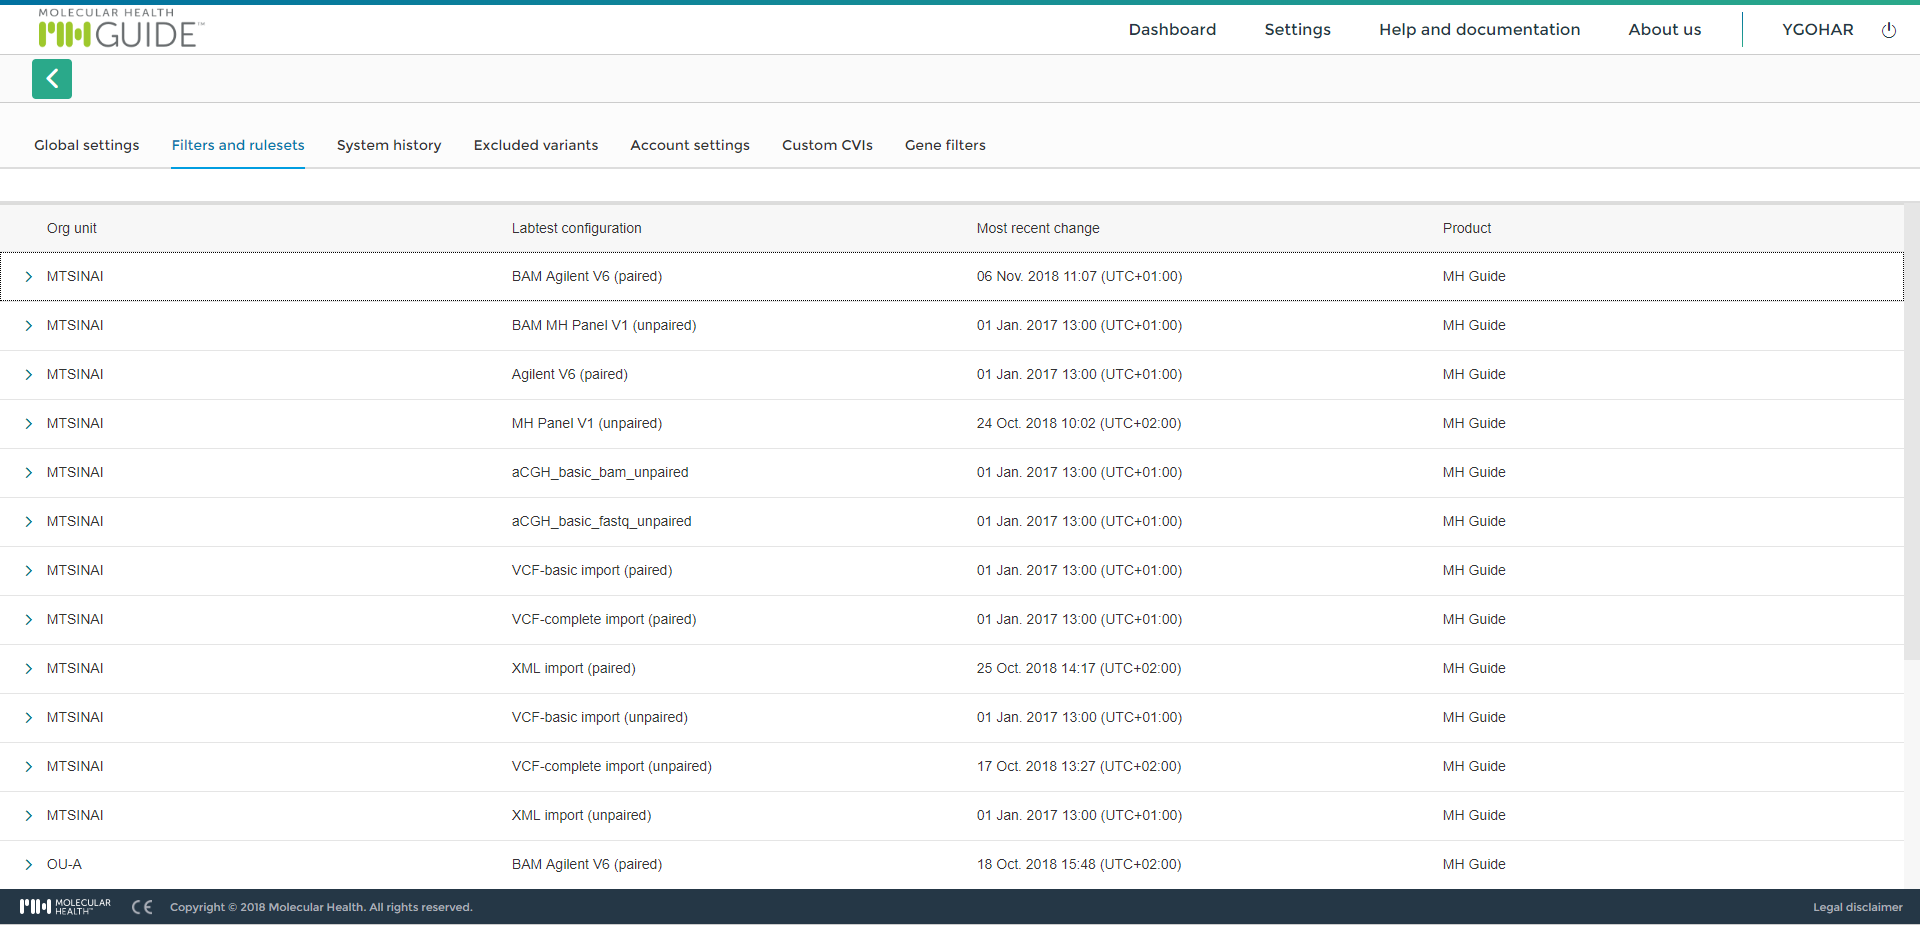 MOLECULAR HEALTH
GUIDE™
Dashboard Settings Help and documentation About us YGOHAR
Global settings Filters and rulesets System history Excluded variants Account settings Custom CVIs Gene filters
Org unit Labtest configuration Most recent change Product
MTSINAI BAM Agilent V6 (paired) 06 Nov. 2018 11:07 (UTC+01:00) MH Guide
MTSINAI BAM MH Panel V1 (unpaired) 01 Jan. 2017 13:00 (UTC+01:00) MH Guide
MTSINAI Agilent V6 (paired) 01 Jan. 2017 13:00 (UTC+01:00) MH Guide
MTSINAI MH Panel V1 (unpaired) 24 Oct. 2018 10:02 (UTC+02:00) MH Guide
MTSINAI aCGH_basic_bam_unpaired 01 Jan. 2017 13:00 (UTC+01:00) MH Guide
MTSINAI aCGH_basic_fastq_unpaired 01 Jan. 2017 13:00 (UTC+01:00) MH Guide
MTSINAI VCF-basic import (paired) 01 Jan. 2017 13:00 (UTC+01:00) MH Guide
MTSINAI VCF-complete import (paired) 01 Jan. 2017 13:00 (UTC+01:00) MH Guide
MTSINAI XML import (paired) 25 Oct. 2018 14:17 (UTC+02:00) MH Guide
MTSINAI VCF-basic import (unpaired) 01 Jan. 2017 13:00 (UTC+01:00) MH Guide
MTSINAI VCF-complete import (unpaired) 17 Oct. 2018 13:27 (UTC+02:00) MH Guide
MTSINAI XML import (unpaired) 01 Jan. 2017 13:00 (UTC+01:00) MH Guide
OU-A BAM Agilent V6 (paired) 18 Oct. 2018 15:48 (UTC+02:00) MH Guide
MOLECULAR
HEALTH™
CE Copyright © 2018 Molecular Health. All rights reserved. Legal disclaimer